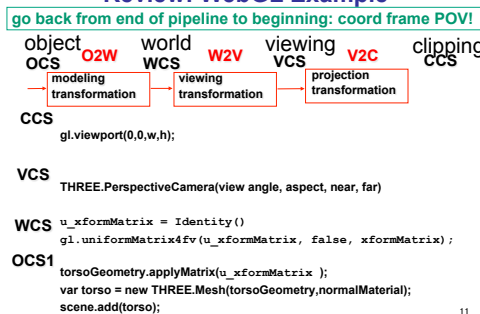 Review: WebGL Example
go back from end of pipeline to beginning: coord frame POV!
object O2W world W2V viewing V2C clipping
OCS WCS VCS CCS
modeling transformation
viewing transformation
projection transformation
CCS
gl.viewport(0,0,w,h);
VCS
THREE.PerspectiveCamera(view angle, aspect, near, far)
WCS u_xformMatrix = Identity()
gl.uniformMatrix4fv(u_xformMatrix, false, xformMatrix);
OCS1
torsoGeometry.applyMatrix(u_xformMatrix );
var torso = new THREE.Mesh(torsoGeometry,normalMaterial);
scene.add(torso);
11